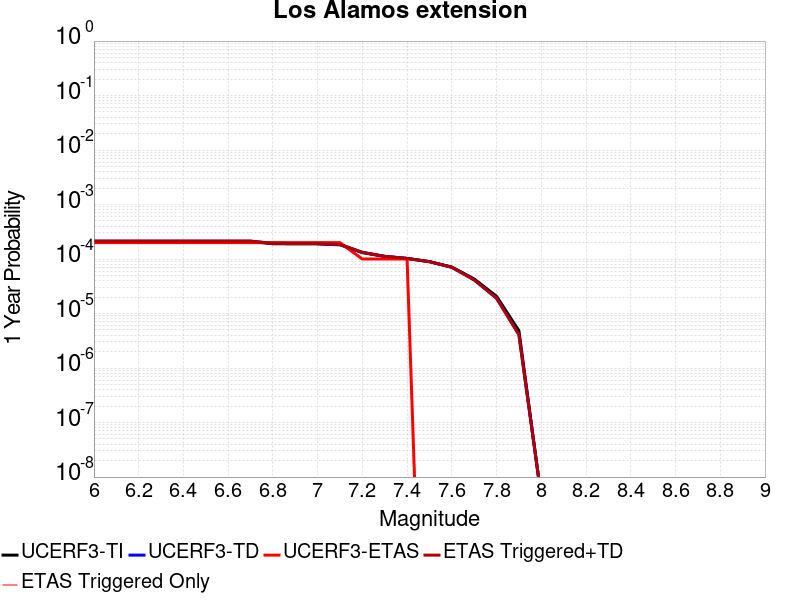 Los Alamos extension
10^0
10^-1
10^-2
10^-3
10^-4
10^-5
10^-6
10^-7
10^-8
1 Year Probability
6 6.2 6.4 6.6 6.8 7 7.2 7.4 7.6 7.8 8 8.2 8.4 8.6 8.8 9
Magnitude
UCERF3-TI UCERF3-TD UCERF3-ETAS ETAS Triggered+TD
ETAS Triggered Only